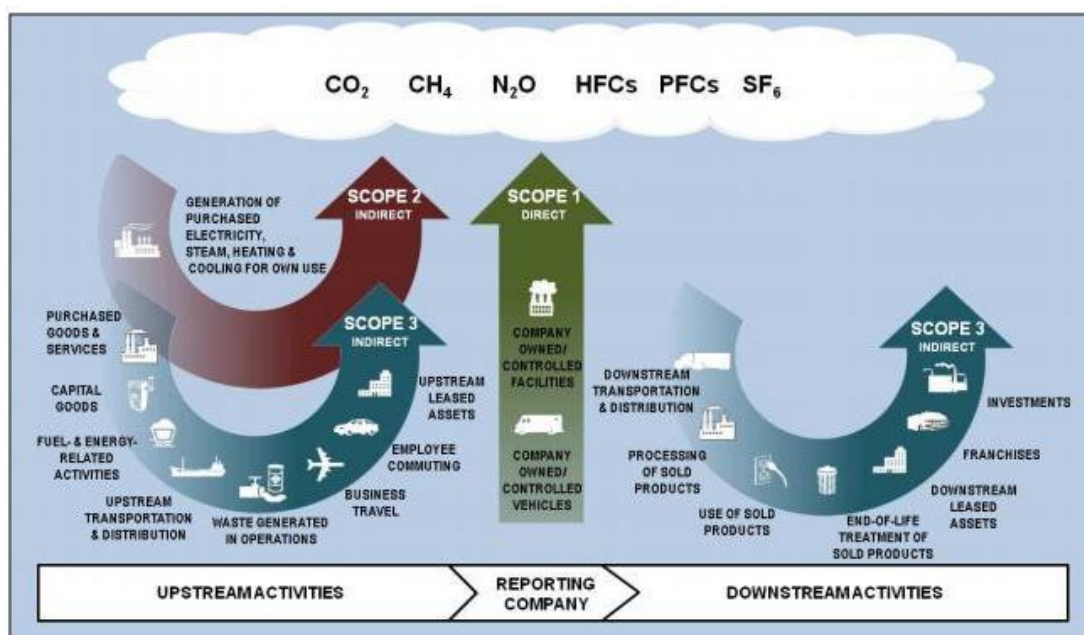 CO₂ CH₄ N₂O HFCs PFCs SF₆
SCOPE 2
INDIRECT
GENERATION OF
PURCHASED
ELECTRICITY,
STEAM, HEATING &
COOLING FOR OWN USE
SCOPE 1
DIRECT
COMPANY
OWNED/
CONTROLLED
FACILITIES
COMPANY
OWNED/
CONTROLLED
VEHICLES
SCOPE 3
INDIRECT
PURCHASED
GOODS &
SERVICES
CAPITAL
GOODS
FUEL- & ENERGY-
RELATED
ACTIVITIES
UPSTREAM
TRANSPORTATION
& DISTRIBUTION
WASTE GENERATED
IN OPERATIONS
BUSINESS
TRAVEL
EMPLOYEE
COMMUTING
UPSTREAM
LEASED
ASSETS
SCOPE 3
INDIRECT
DOWNSTREAM
TRANSPORTATION
& DISTRIBUTION
PROCESSING
OF SOLD
PRODUCTS
USE OF SOLD
PRODUCTS
END-OF-LIFE
TREATMENT OF
SOLD PRODUCTS
DOWNSTREAM
LEASED
ASSETS
FRANCHISES
INVESTMENTS
UPSTREAMACTIVITIES
REPORTING
COMPANY
DOWNSTREAMACTIVITIES